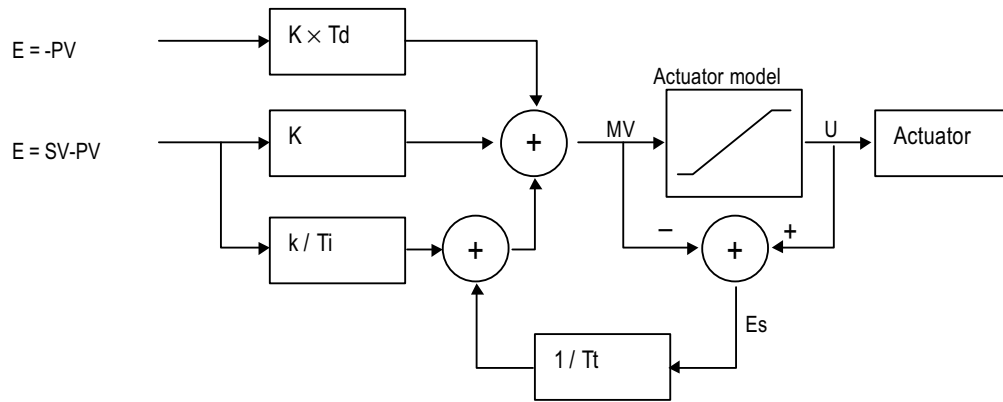 E = -PV
K × Td
Actuator model
E = SV-PV
K
+
MV
U
Actuator
k / Ti
+
−
+
+
Es
1 / Tt